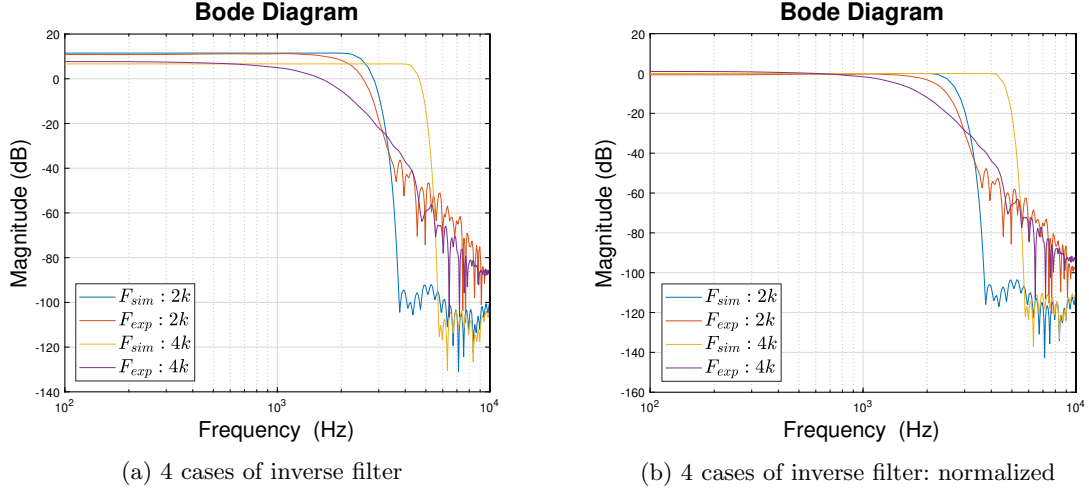 Bode Diagram
20
0
-20
-40
-60
-80
-100
-120
-140
Magnitude (dB)
F_sim : 2k
F_exp : 2k
F_sim : 4k
F_exp : 4k
10^2
10^3
10^4
Frequency (Hz)
(a) 4 cases of inverse filter
Bode Diagram
20
0
-20
-40
-60
-80
-100
-120
-140
-160
Magnitude (dB)
F_sim : 2k
F_exp : 2k
F_sim : 4k
F_exp : 4k
10^2
10^3
10^4
Frequency (Hz)
(b) 4 cases of inverse filter: normalized